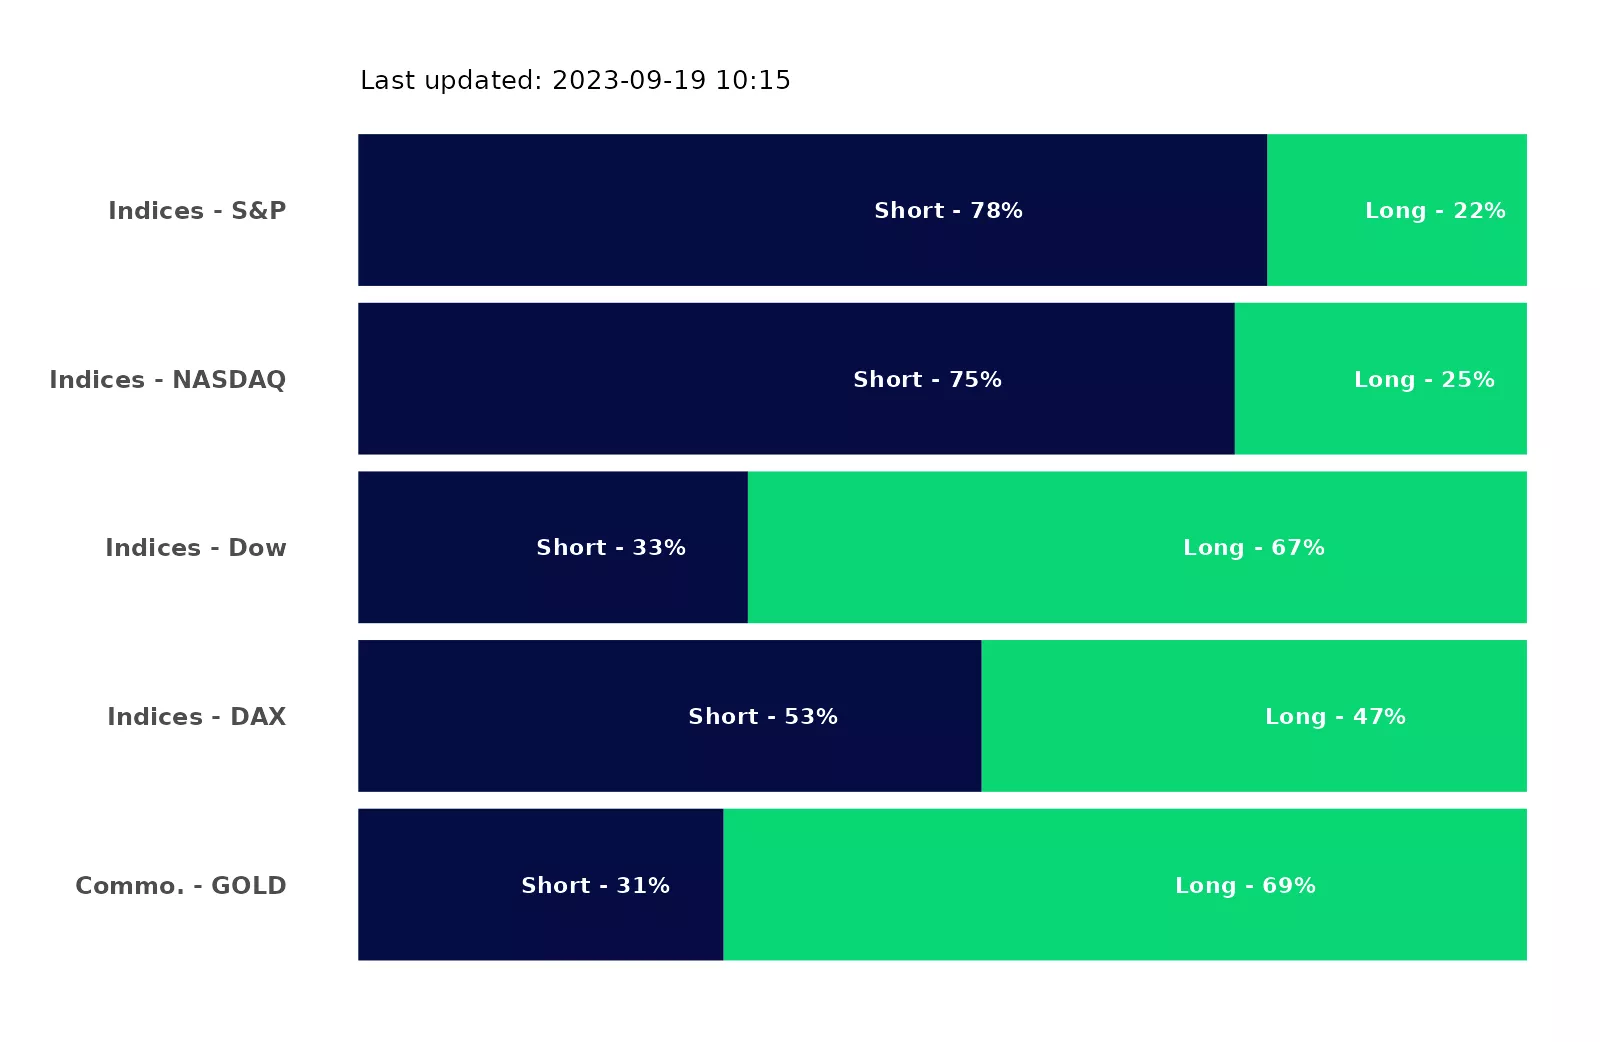 Last updated: 2023-09-19 10:15
Indices - S&P Short - 78% Long - 22%
Indices - NASDAQ Short - 75% Long - 25%
Indices - Dow Short - 33% Long - 67%
Indices - DAX Short - 53% Long - 47%
Commo. - GOLD Short - 31% Long - 69%